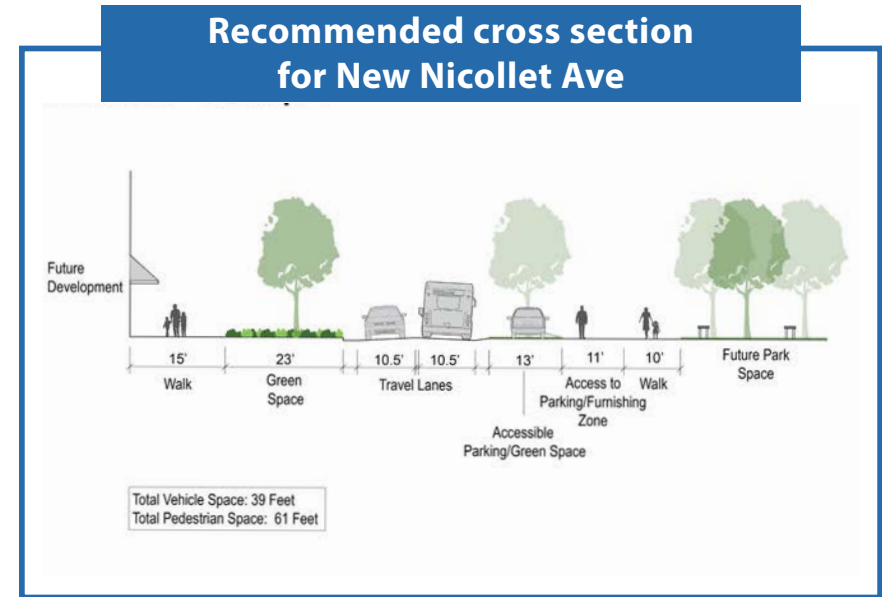 Recommended cross section
for New Nicollet Ave
Future
Development
15'
23'
10.5'
10.5'
13'
11'
10'
Walk
Green
Space
Travel Lanes
Accessible
Parking/Green Space
Access to
Parking/Furnishing
Zone
Walk
Future Park
Space
Total Vehicle Space: 39 Feet
Total Pedestrian Space: 61 Feet